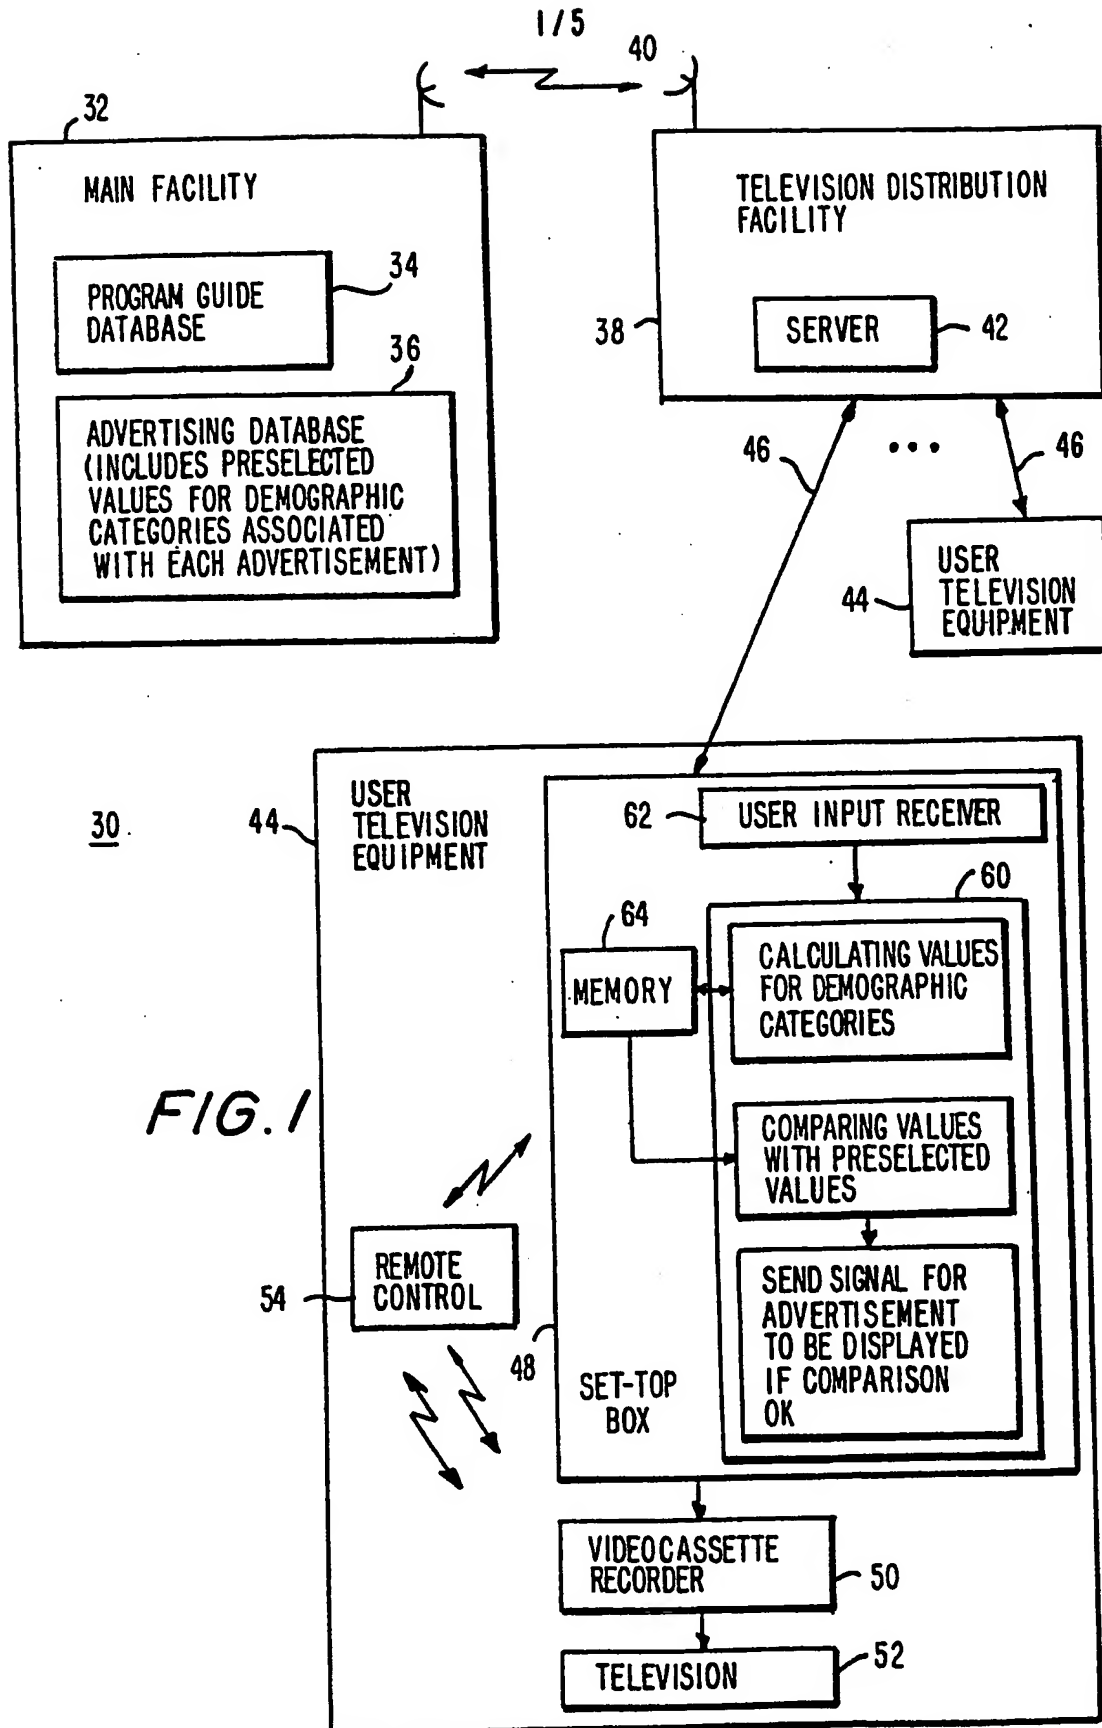 1/5
40
32
MAIN FACILITY
34
PROGRAM GUIDE
DATABASE
36
ADVERTISING DATABASE
(INCLUDES PRESELECTED
VALUES FOR DEMOGRAPHIC
CATEGORIES ASSOCIATED
WITH EACH ADVERTISEMENT)
TELEVISION DISTRIBUTION
FACILITY
38
SERVER
42
46
46
44
USER
TELEVISION
EQUIPMENT
30
44
USER
TELEVISION
EQUIPMENT
62
USER INPUT RECEIVER
60
64
MEMORY
CALCULATING VALUES
FOR DEMOGRAPHIC
CATEGORIES
FIG. 1
COMPARING VALUES
WITH PRESELECTED
VALUES
54
REMOTE
CONTROL
SEND SIGNAL FOR
ADVERTISEMENT
TO BE DISPLAYED
IF COMPARISON
OK
48
SET-TOP
BOX
VIDEOCASSETTE
RECORDER
50
TELEVISION
52